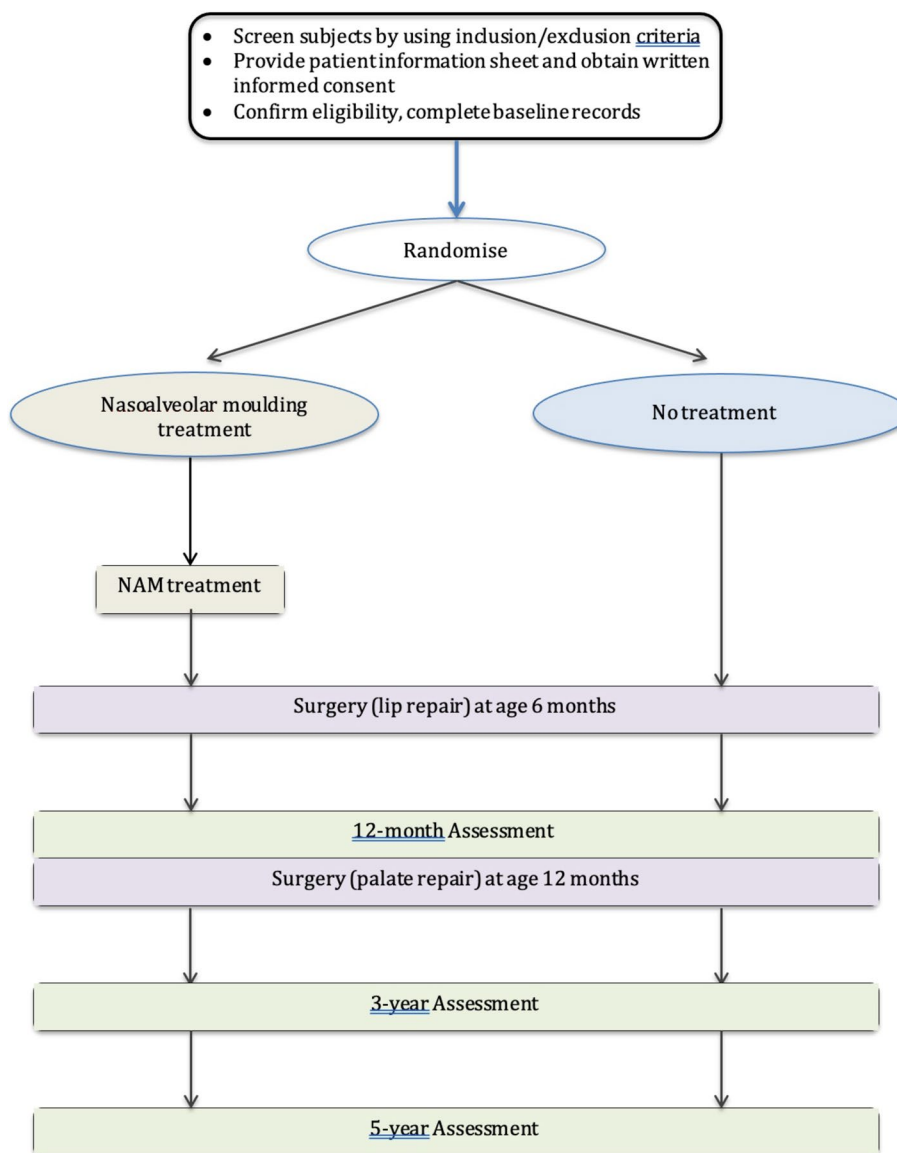 • Screen subjects by using inclusion/exclusion criteria
• Provide patient information sheet and obtain written
informed consent
• Confirm eligibility, complete baseline records
Randomise
Nasoalveolar moulding
treatment
No treatment
NAM treatment
Surgery (lip repair) at age 6 months
12-month Assessment
Surgery (palate repair) at age 12 months
3-year Assessment
5-year Assessment